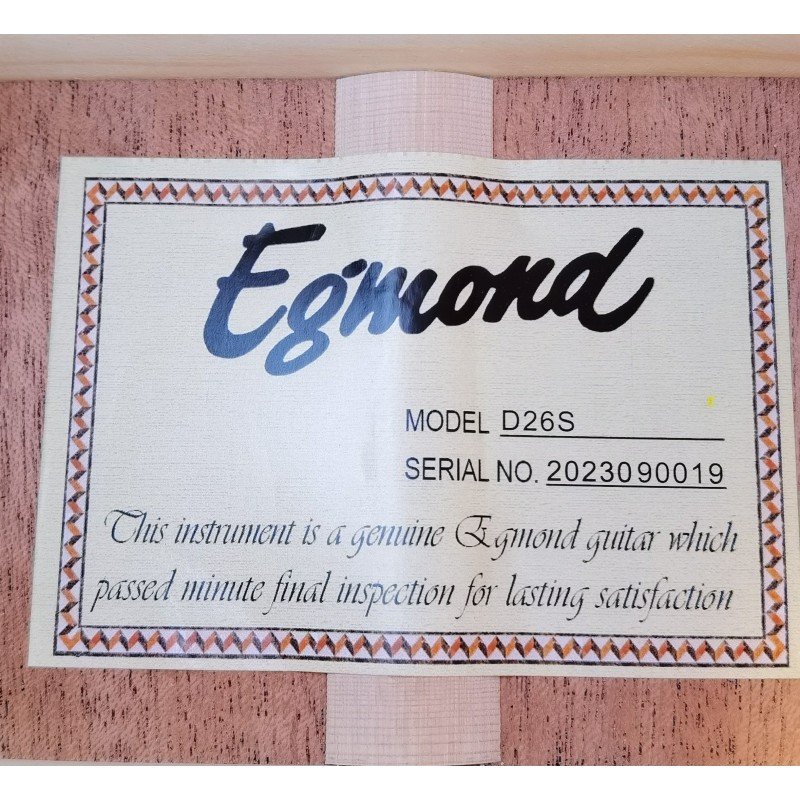 Egmond
MODEL D26S
SERIAL NO. 2023090019
This instrument is a genuine Egmond guitar which
passed minute final inspection for lasting satisfaction